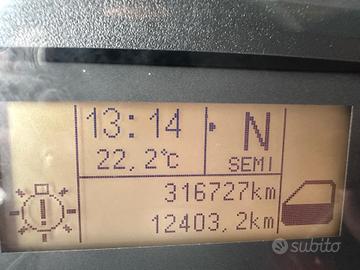 13:14
N
22,2°c
SEMI
316727km
12403,2km
subito